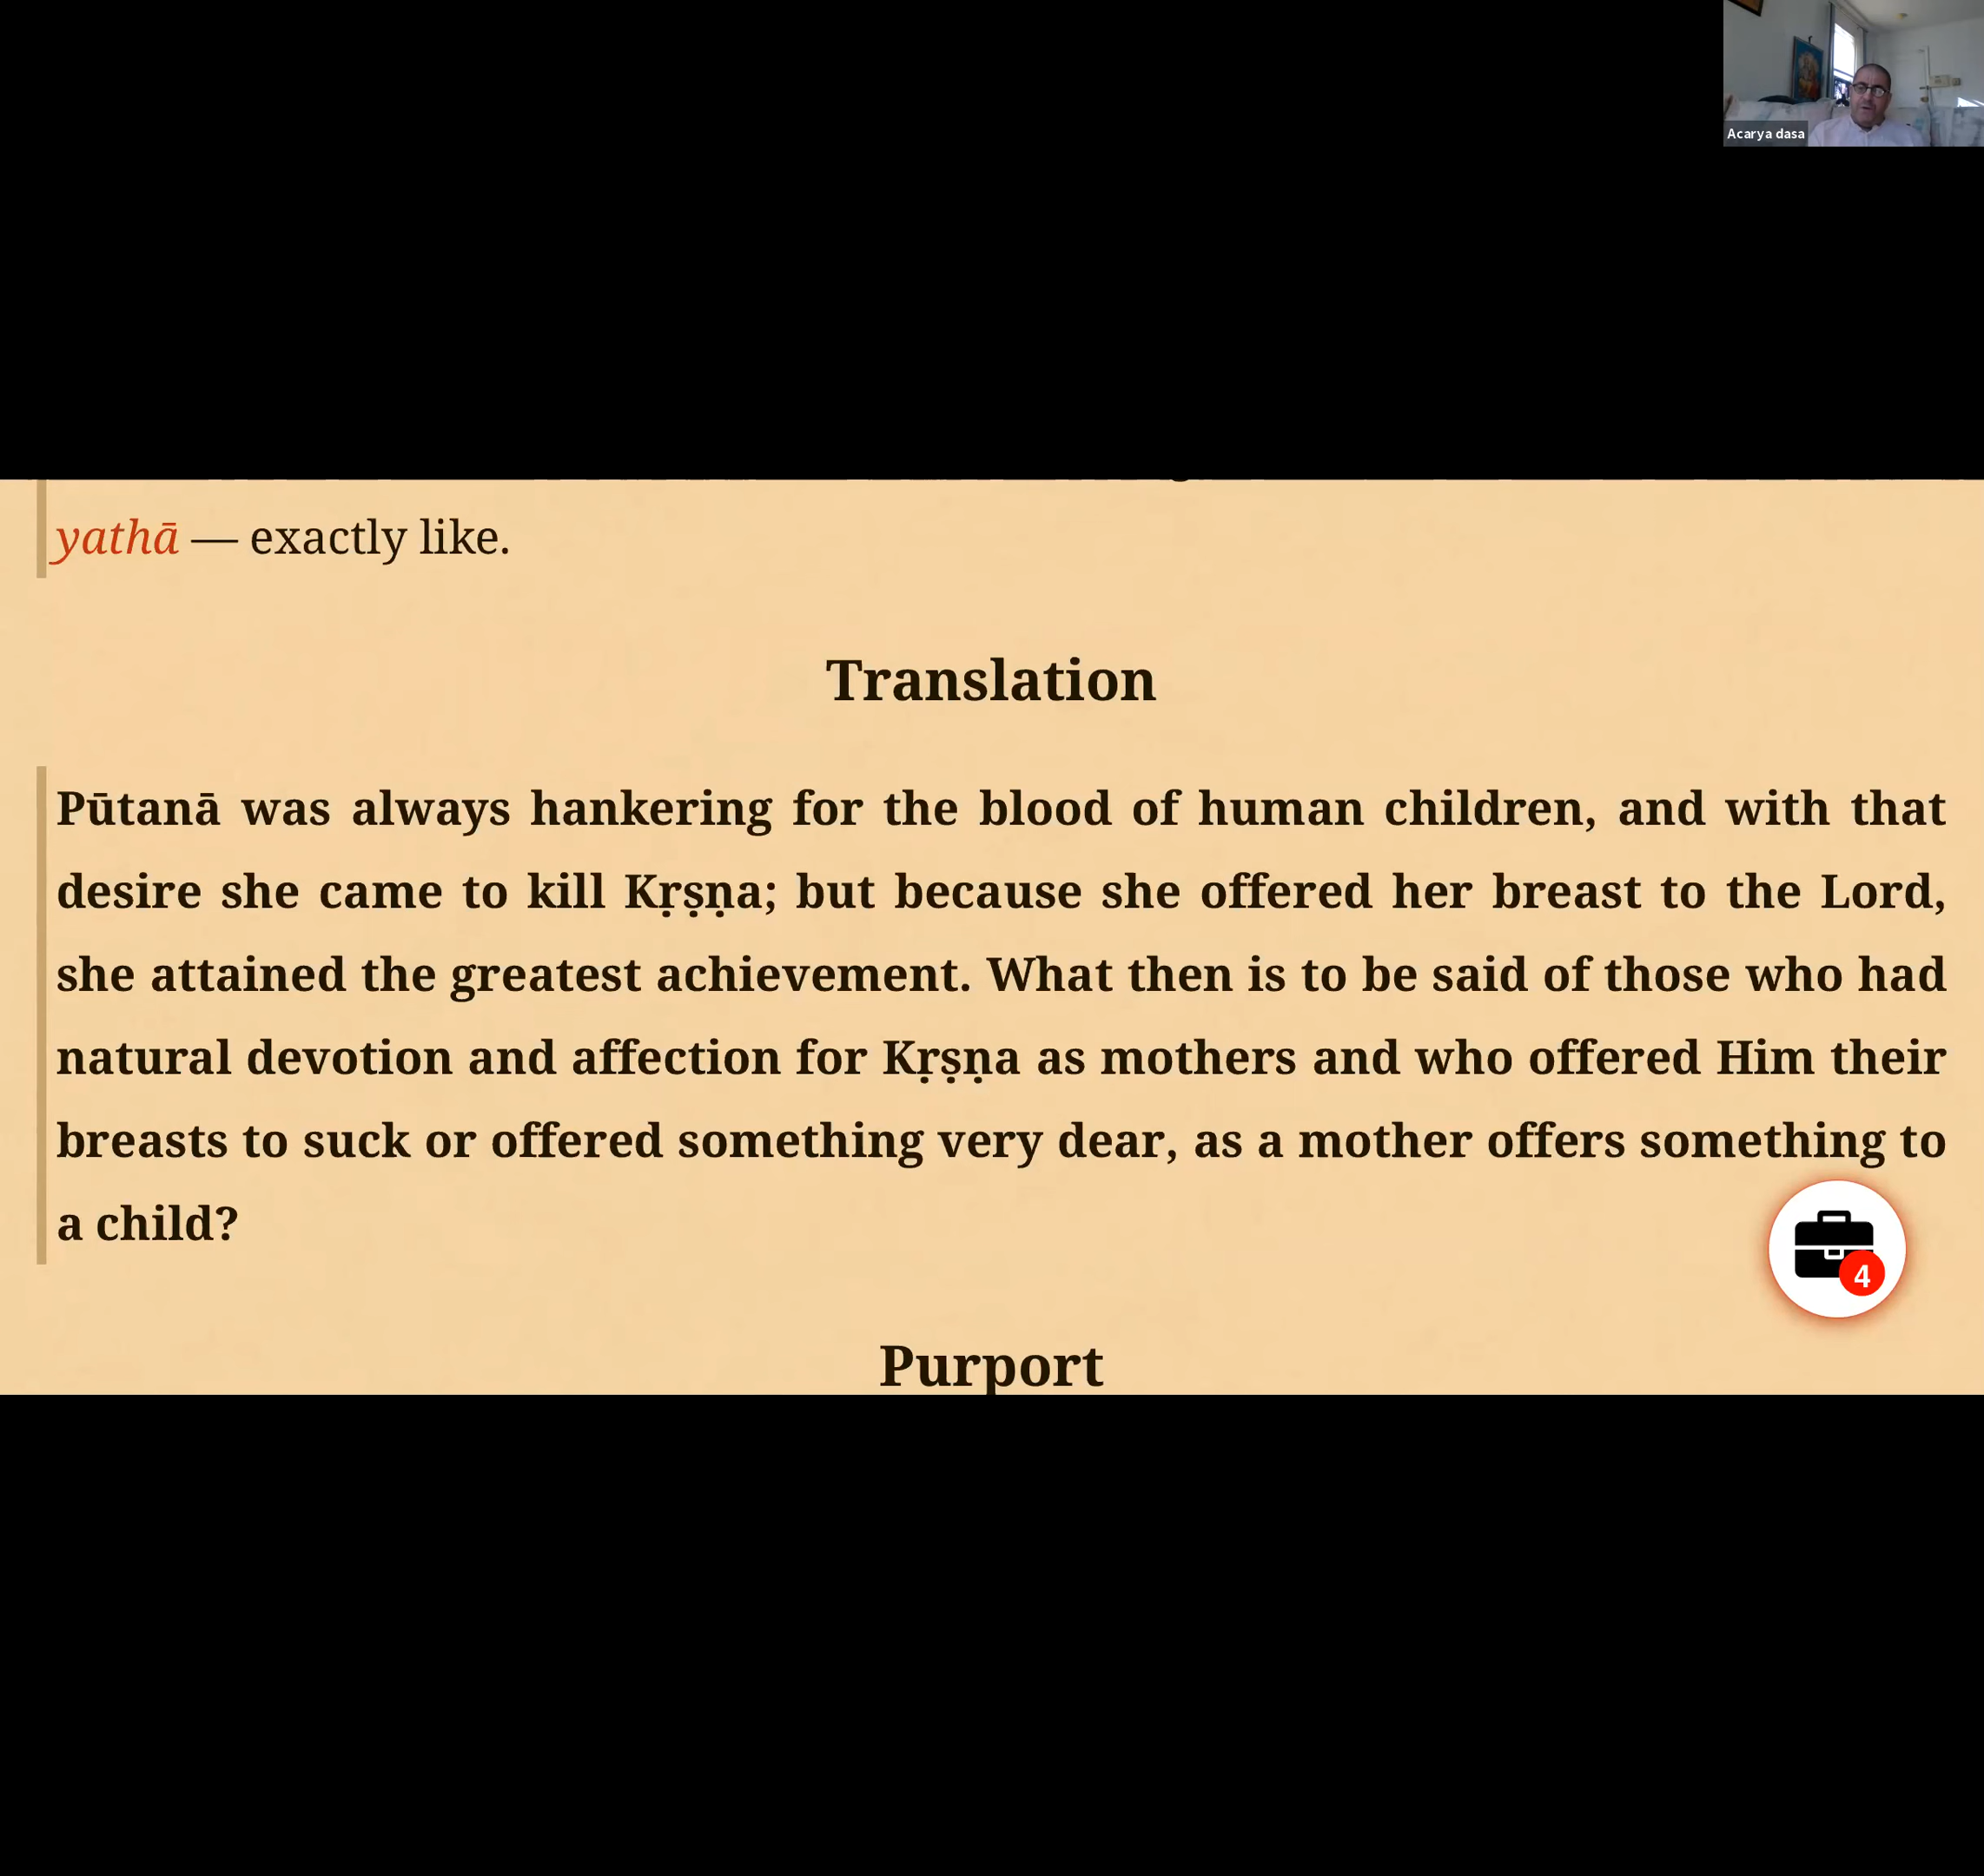 Acarya dasa
yathā — exactly like.
Translation
Pūtanā was always hankering for the blood of human children, and with that
desire she came to kill Kṛṣṇa; but because she offered her breast to the Lord,
she attained the greatest achievement. What then is to be said of those who had
natural devotion and affection for Kṛṣṇa as mothers and who offered Him their
breasts to suck or offered something very dear, as a mother offers something to
a child?
4
Purport